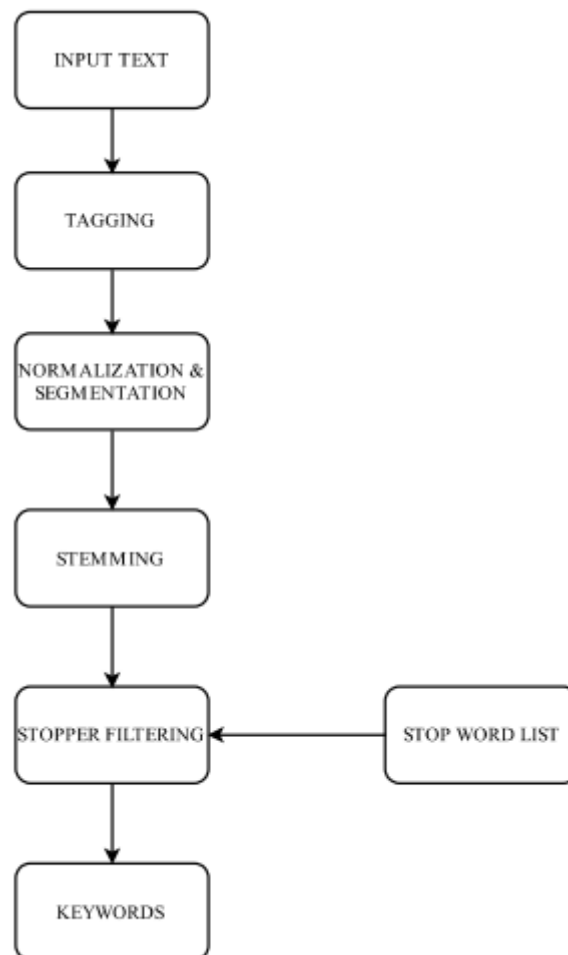 INPUT TEXT
TAGGING
NORMALIZATION &
SEGMENTATION
STEMMING
STOPPER FILTERING
STOP WORD LIST
KEYWORDS